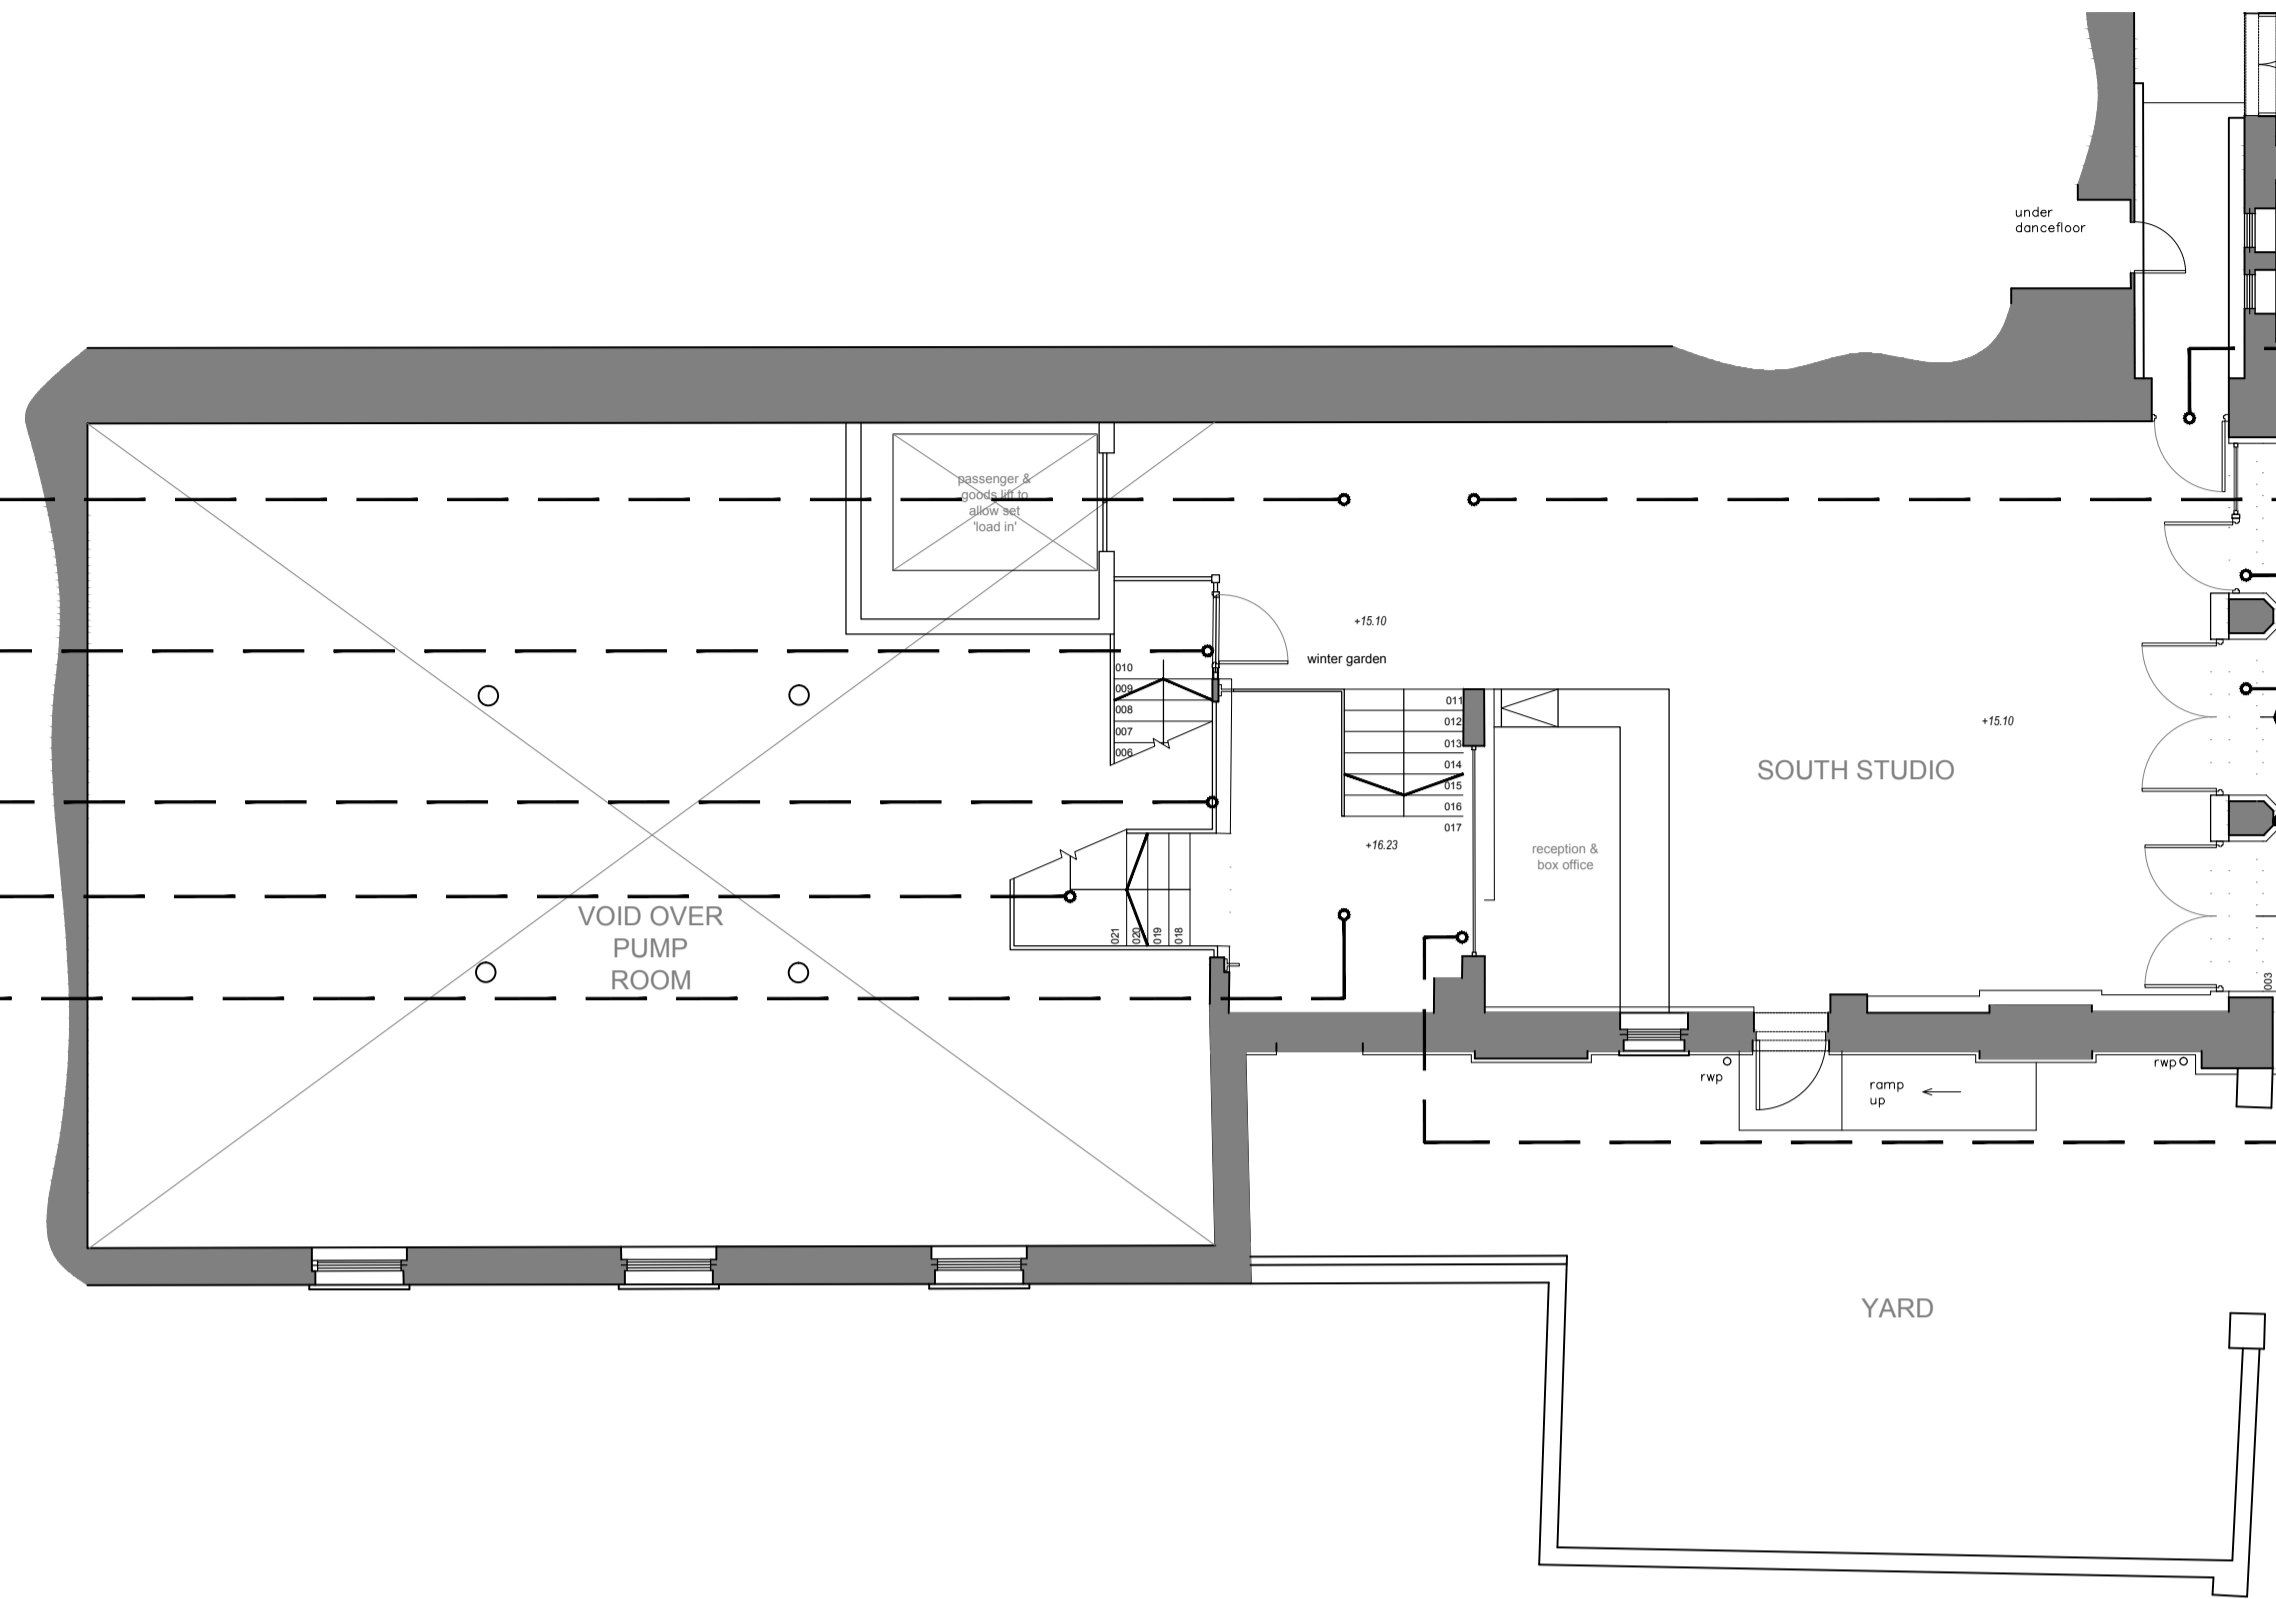 under
dancefloor
passenger &
goods lift to
allow set
'load in'
+15.10
winter garden
010
009
008
007
006
011
012
013
014
015
016
017
+15.10
SOUTH STUDIO
+16.23
reception &
box office
VOID OVER
PUMP
ROOM
021
020
019
018
003
rwp
ramp
up
rwp
YARD